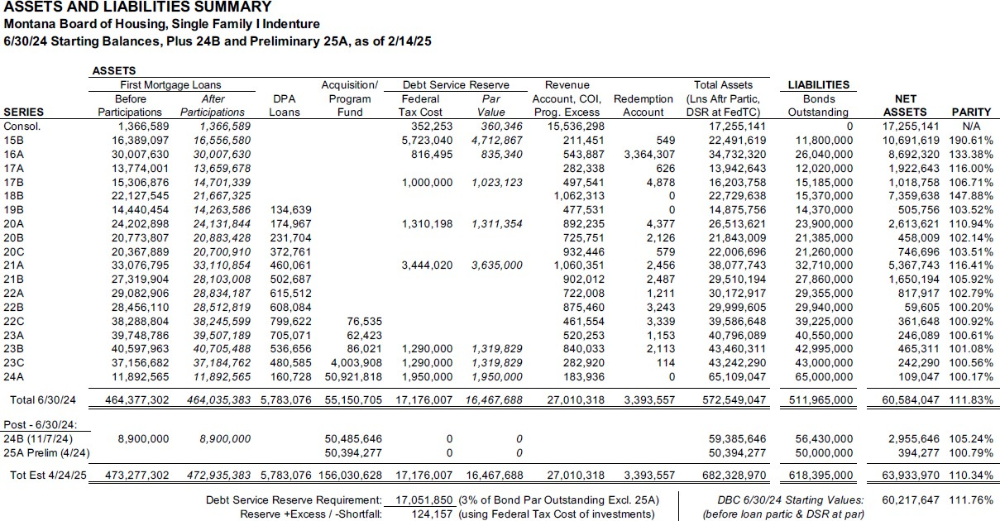 ASSETS AND LIABILITIES SUMMARY
Montana Board of Housing, Single Family I Indenture
6/30/24 Starting Balances, Plus 24B and Preliminary 25A, as of 2/14/25
ASSETS
First Mortgage Loans Acquisition/ Debt Service Reserve Revenue Total Assets LIABILITIES
Before After DPA Program Federal Par Account, COI, Redemption (Lns Aftr Partic, Bonds NET
SERIES Participations Participations Loans Fund Tax Cost Value Prog. Excess Account DSR at FedTC) Outstanding ASSETS PARITY
Consol. 1,366,589 1,366,589 352,253 360,346 15,536,298 17,255,141 0 17,255,141 N/A
15B 16,389,097 16,556,580 5,723,040 4,712,867 211,451 549 22,491,619 11,800,000 10,691,619 190.61%
16A 30,007,630 30,007,630 816,495 835,340 543,887 3,364,307 34,732,320 26,040,000 8,692,320 133.38%
17A 13,774,001 13,659,678 282,338 626 13,942,643 12,020,000 1,922,643 116.00%
17B 15,306,876 14,701,339 1,000,000 1,023,123 497,541 4,878 16,203,758 15,185,000 1,018,758 106.71%
18B 22,127,545 21,667,325 1,062,313 0 22,729,638 15,370,000 7,359,638 147.88%
19B 14,440,454 14,263,586 134,639 477,531 0 14,875,756 14,370,000 505,756 103.52%
20A 24,202,898 24,131,844 174,967 1,310,198 1,311,354 892,235 4,377 26,513,621 23,900,000 2,613,621 110.94%
20B 20,773,807 20,883,428 231,704 725,751 2,126 21,843,009 21,385,000 458,009 102.14%
20C 20,367,889 20,700,910 372,761 932,446 579 22,006,696 21,260,000 746,696 103.51%
21A 33,076,795 33,110,854 460,061 3,444,020 3,635,000 1,060,351 2,456 38,077,743 32,710,000 5,367,743 116.41%
21B 27,319,904 28,103,008 502,687 902,012 2,487 29,510,194 27,860,000 1,650,194 105.92%
22A 29,082,906 28,834,187 615,512 722,008 1,211 30,172,917 29,355,000 817,917 102.79%
22B 28,456,110 28,512,819 608,084 875,460 3,243 29,999,605 29,940,000 59,605 100.20%
22C 38,288,804 38,245,599 799,622 76,535 461,554 3,339 39,586,648 39,225,000 361,648 100.92%
23A 39,748,786 39,507,189 705,071 62,423 520,253 1,153 40,796,089 40,550,000 246,089 100.61%
23B 40,597,963 40,705,488 536,656 86,021 1,290,000 1,319,829 840,033 2,113 43,460,311 42,995,000 465,311 101.08%
23C 37,156,682 37,184,762 480,585 4,003,908 1,290,000 1,319,829 282,920 114 43,242,290 43,000,000 242,290 100.56%
24A 11,892,565 11,892,565 160,728 50,921,818 1,950,000 1,950,000 183,936 0 65,109,047 65,000,000 109,047 100.17%
Total 6/30/24 464,377,302 464,035,383 5,783,076 55,150,705 17,176,007 16,467,688 27,010,318 3,393,557 572,549,047 511,965,000 60,584,047 111.83%
Post - 6/30/24:
24B (11/7/24) 8,900,000 8,900,000 50,485,646 0 0 59,385,646 56,430,000 2,955,646 105.24%
25A Prelim (4/24) 50,394,277 0 0 50,394,277 50,000,000 394,277 100.79%
Tot Est 4/24/25 473,277,302 472,935,383 5,783,076 156,030,628 17,176,007 16,467,688 27,010,318 3,393,557 682,328,970 618,395,000 63,933,970 110.34%
Debt Service Reserve Requirement: 17,051,850 (3% of Bond Par Outstanding Excl. 25A) DBC 6/30/24 Starting Values: 60,217,647 111.76%
Reserve +Excess / -Shortfall: 124,157 (using Federal Tax Cost of investments) (before loan partic & DSR at par)